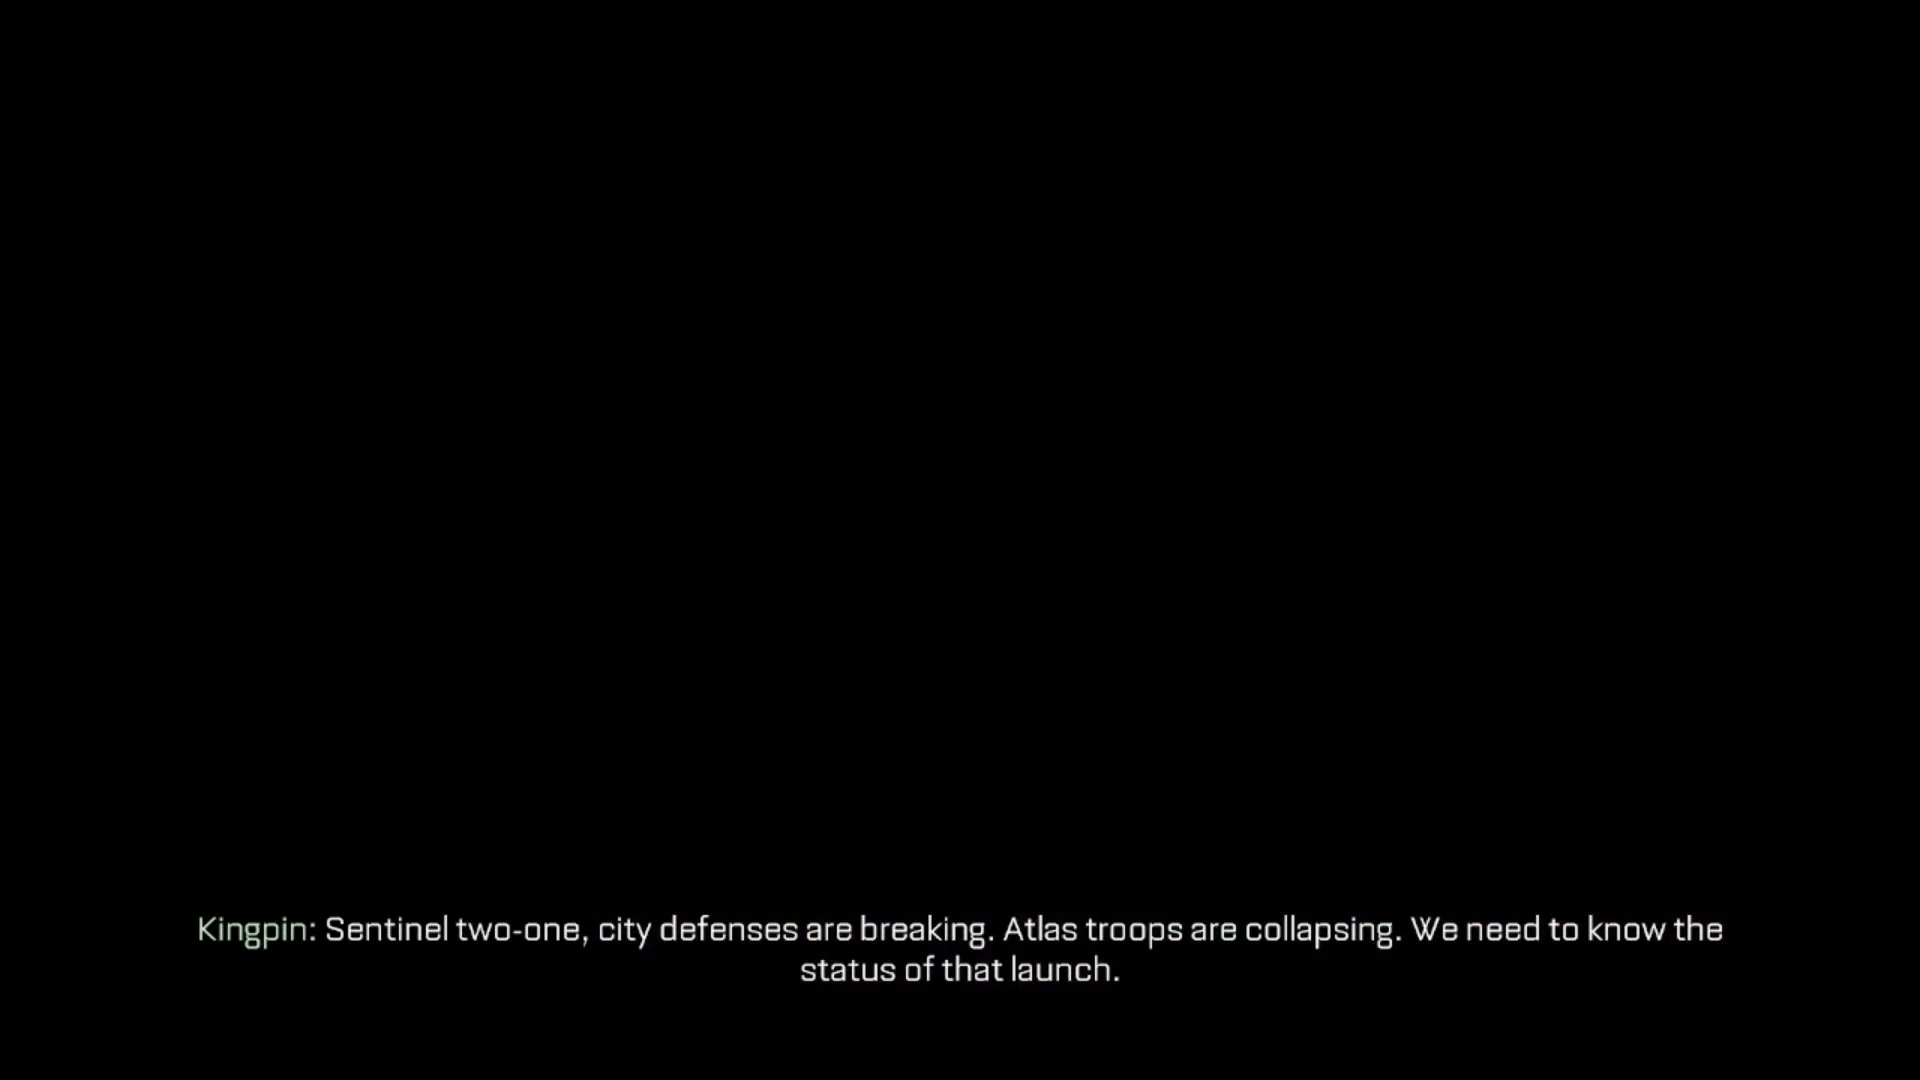 Kingpin: Sentinel two-one, city defenses are breaking. Atlas troops are collapsing. We need to know the
status of that launch.